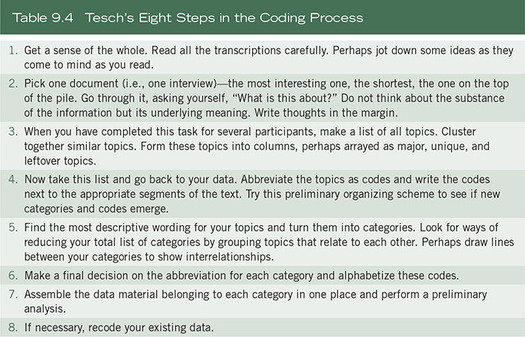 Table 9.4 Tesch's Eight Steps in the Coding Process
1. Get a sense of the whole. Read all the transcriptions carefully. Perhaps jot down some ideas as they
come to mind as you read.
2. Pick one document (i.e., one interview)—the most interesting one, the shortest, the one on the top
of the pile. Go through it, asking yourself, “What is this about?” Do not think about the substance
of the information but its underlying meaning. Write thoughts in the margin.
3. When you have completed this task for several participants, make a list of all topics. Cluster
together similar topics. Form these topics into columns, perhaps arrayed as major, unique, and
leftover topics.
4. Now take this list and go back to your data. Abbreviate the topics as codes and write the codes
next to the appropriate segments of the text. Try this preliminary organizing scheme to see if new
categories and codes emerge.
5. Find the most descriptive wording for your topics and turn them into categories. Look for ways of
reducing your total list of categories by grouping topics that relate to each other. Perhaps draw lines
between your categories to show interrelationships.
6. Make a final decision on the abbreviation for each category and alphabetize these codes.
7. Assemble the data material belonging to each category in one place and perform a preliminary
analysis.
8. If necessary, recode your existing data.